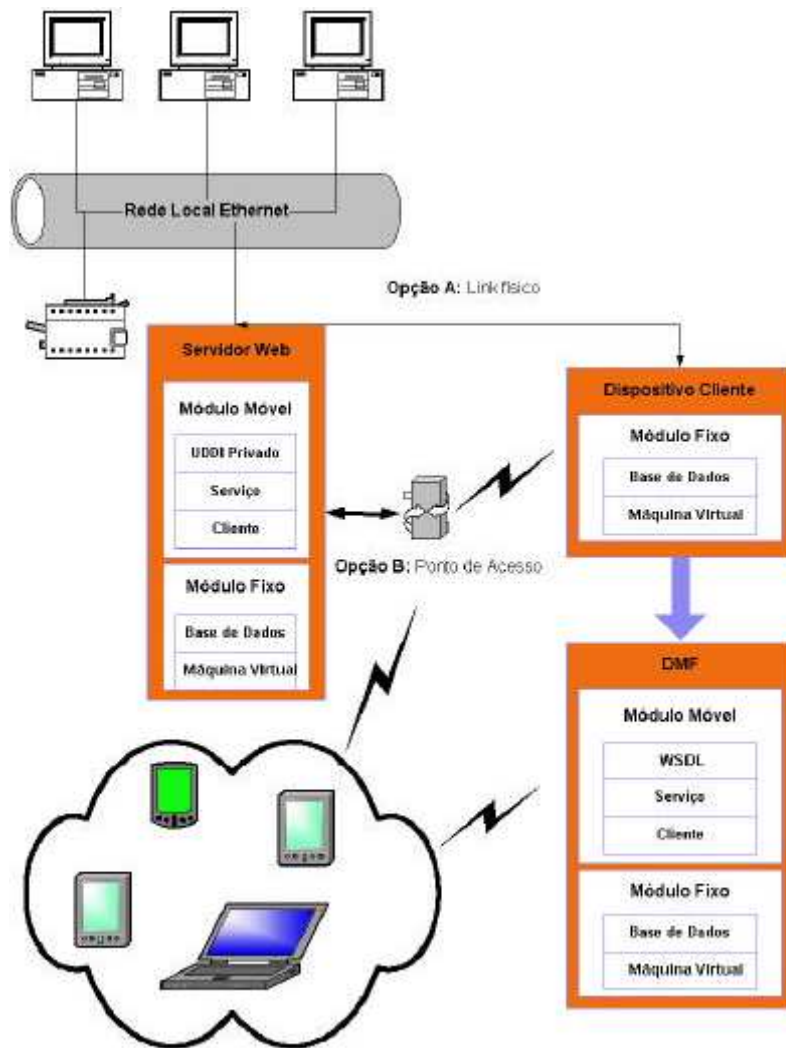 Rede Local Ethernet
Opção A: Link físico
Servidor Web
Módulo Móvel
UDDI Privado
Serviço
Cliente
Módulo Fixo
Base de Dados
Máquina Virtual
Opção B: Ponto de Acesso
Dispositivo Cliente
Módulo Fixo
Base de Dados
Máquina Virtual
DMF
Módulo Móvel
WSDL
Serviço
Cliente
Módulo Fixo
Base de Dados
Máquina Virtual